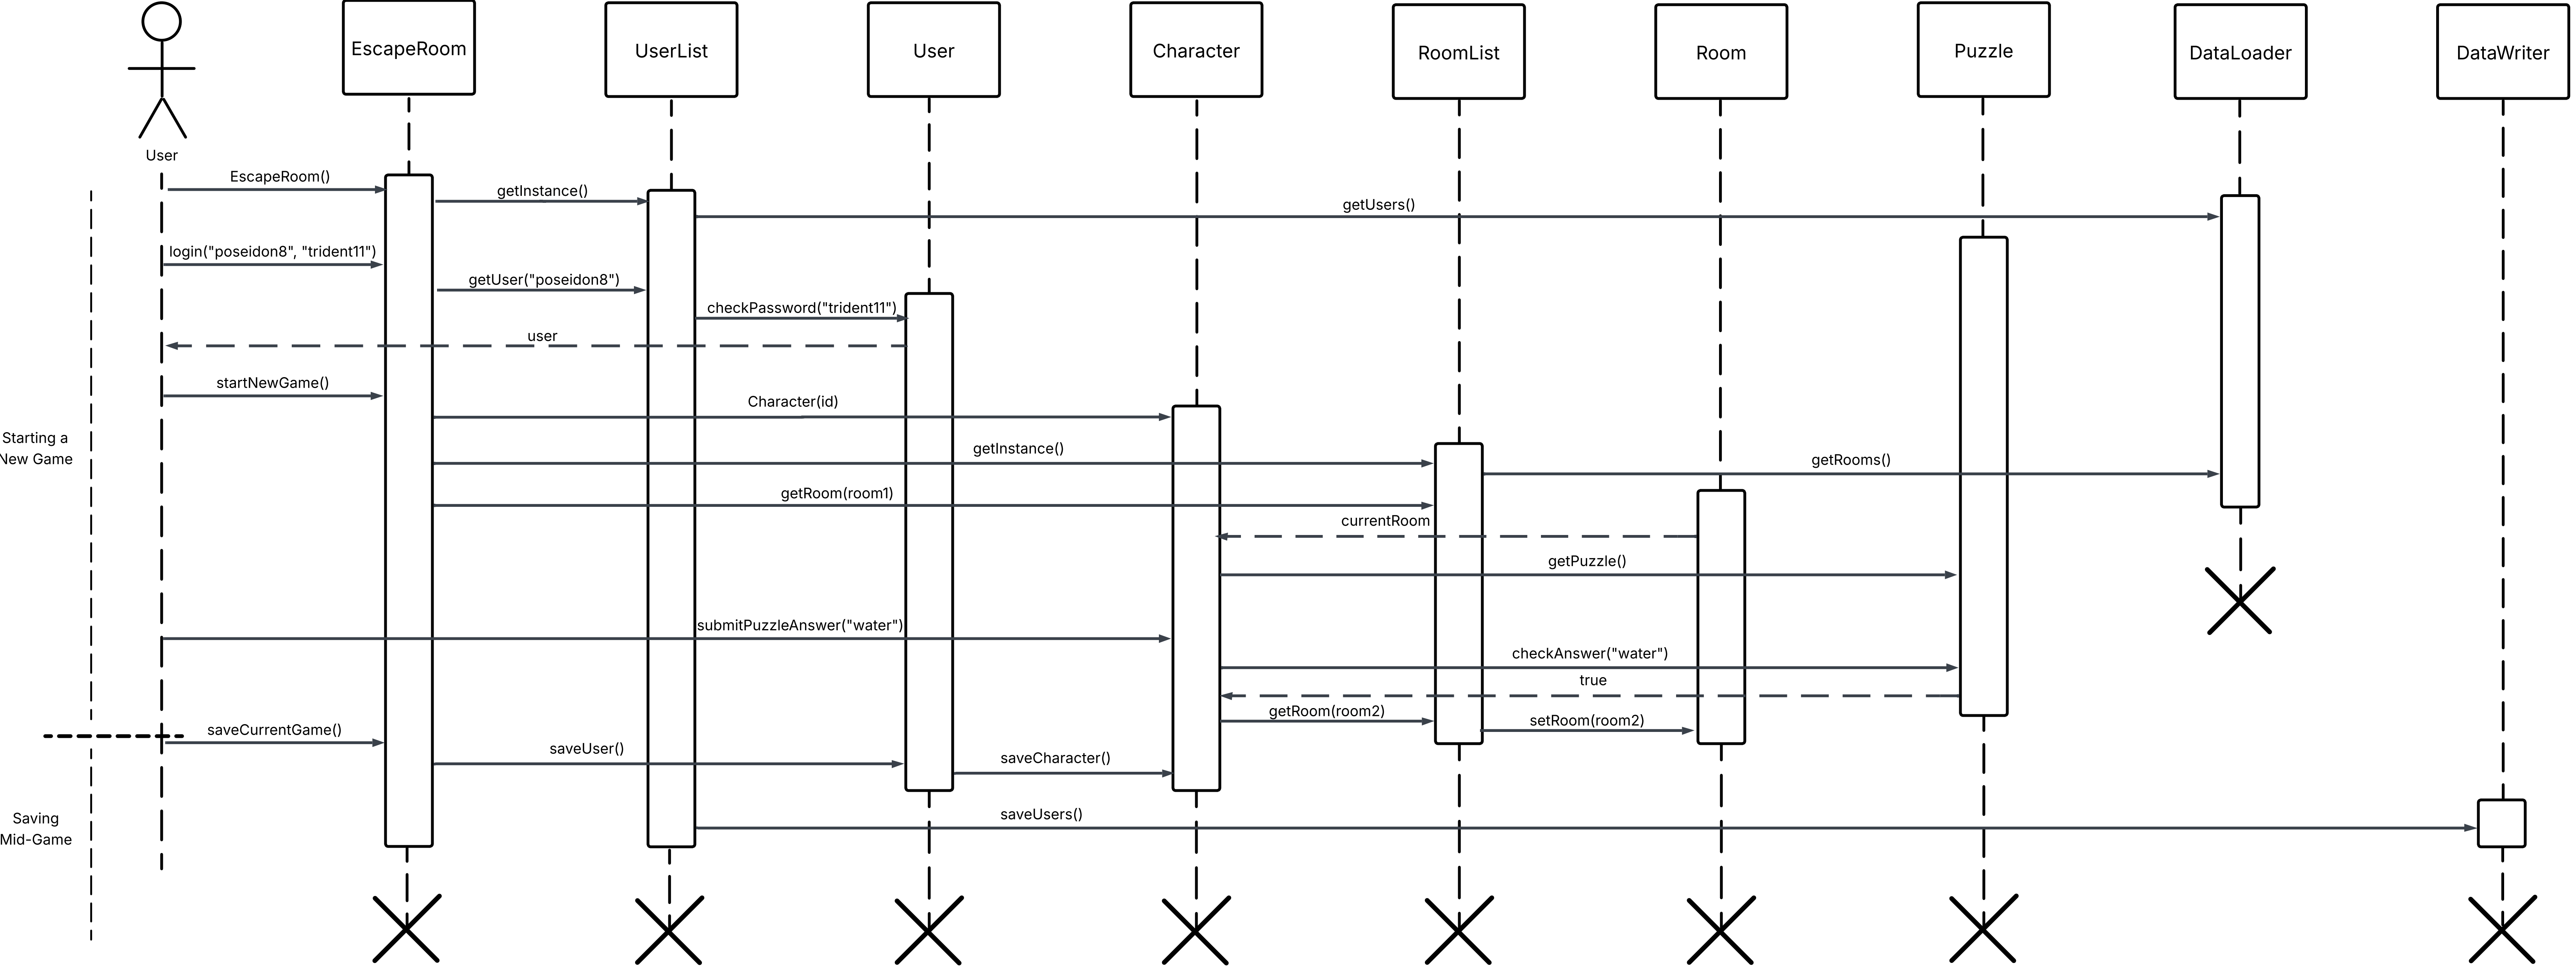 EscapeRoom
UserList
User
Character
RoomList
Room
Puzzle
DataLoader
DataWriter
User
EscapeRoom()
getInstance()
getUsers()
login("poseidon8", "trident11")
getUser("poseidon8")
checkPassword("trident11")
user
startNewGame()
Character(id)
Starting a
New Game
getInstance()
getRooms()
getRoom(room1)
currentRoom
getPuzzle()
submitPuzzleAnswer("water")
checkAnswer("water")
true
getRoom(room2)
setRoom(room2)
saveCurrentGame()
saveUser()
saveCharacter()
Saving
Mid-Game
saveUsers()